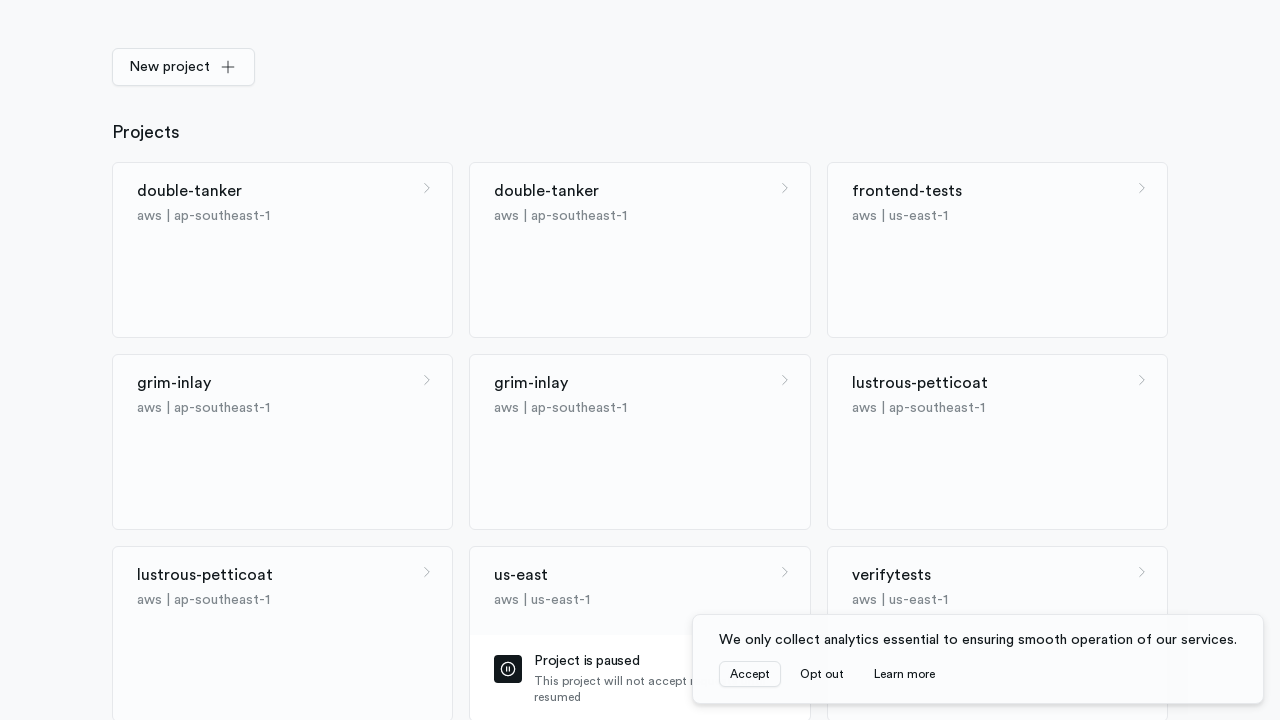 New project
Projects
double-tanker
aws | ap-southeast-1
double-tanker
aws | ap-southeast-1
frontend-tests
aws | us-east-1
grim-inlay
aws | ap-southeast-1
grim-inlay
aws | ap-southeast-1
lustrous-petticoat
aws | ap-southeast-1
lustrous-petticoat
aws | ap-southeast-1
us-east
aws | us-east-1
Project is paused
This project will not accept
resumed
verifytests
aws | us-east-1
We only collect analytics essential to ensuring smooth operation of our services.
Accept
Opt out
Learn more